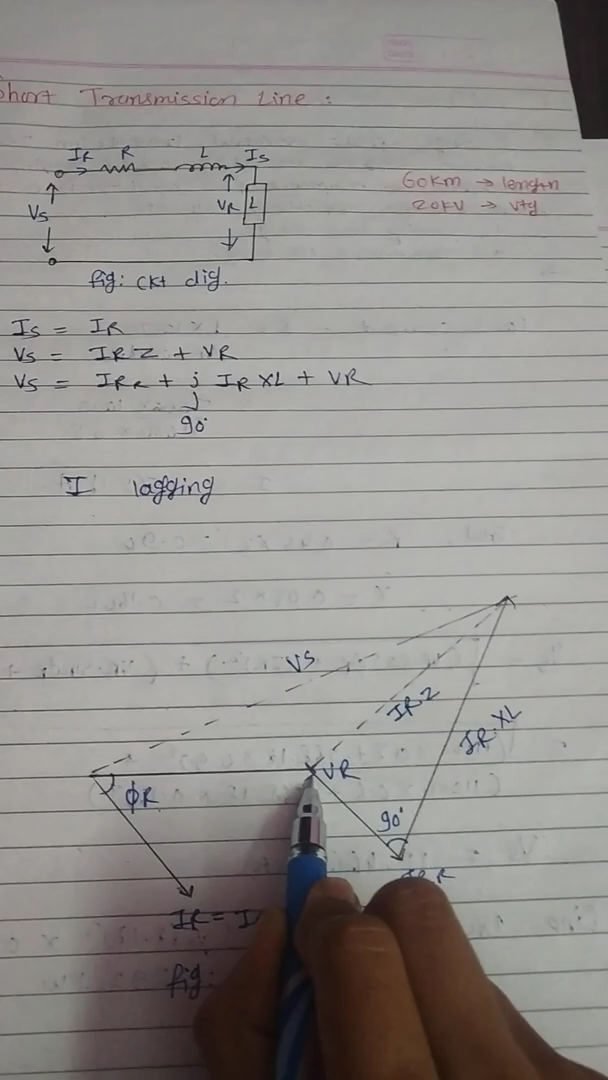 Short Transmission Line :
IR R L IS
60Km → length
20KV → vtg
VS VR L
fig: ckt dig.
IS = IR
VS = IR Z + VR
VS = IRR + j IR XL + VR
90°
I lagging
VS
IR·Z
IR·XL
VR
ϕR
90°
IR =
fig: